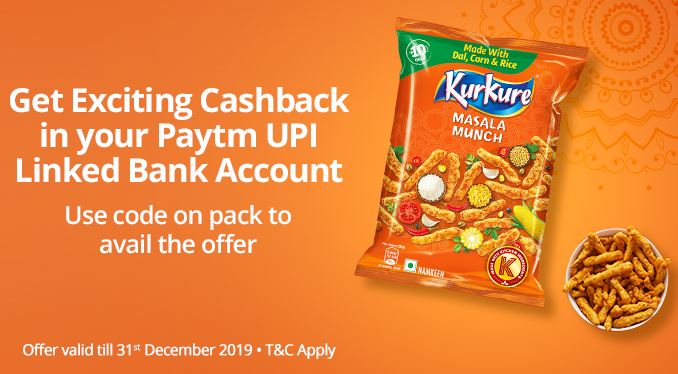 Get Exciting Cashback
in your Paytm UPI
Linked Bank Account
Use code on pack to
avail the offer
Offer valid till 31st December 2019 • T&C Apply
10
Made With
Dal, Corn & Rice
Kurkure
MASALA
MUNCH
K
NAMKEEN